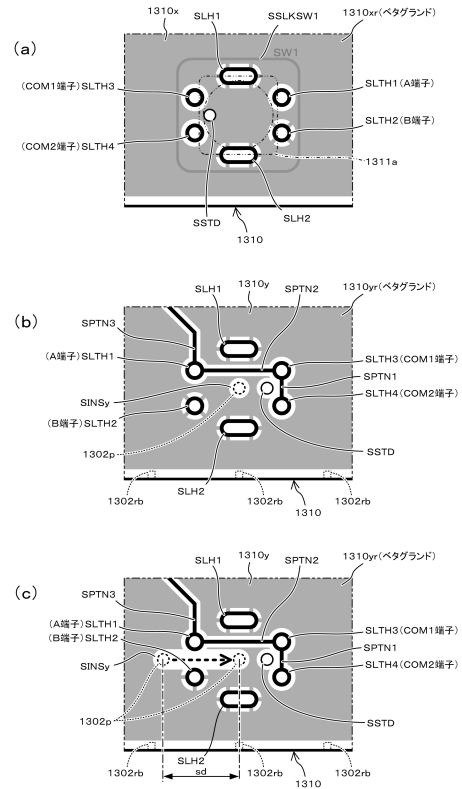 (a)
1310x
SLH1
SSLKSW1
1310xr(ベタグランド)
SW1
(COM1端子)SLTH3
SLTH1(A端子)
(COM2端子)SLTH4
SLTH2(B端子)
1311a
SSTD
SLH2
1310
(b)
SLH1
1310y
SPTN2
1310yr(ベタグランド)
SPTN3
(A端子)SLTH1
SLTH3(COM1端子)
SPTN1
SINSy
SLTH4(COM2端子)
(B端子)SLTH2
1302p
SSTD
1302rb
SLH2
1302rb
1310
1302rb
(c)
SLH1
1310y
SPTN2
1310yr(ベタグランド)
SPTN3
(A端子)SLTH1
(B端子)SLTH2
SLTH3(COM1端子)
SPTN1
SINSy
SLTH4(COM2端子)
1302p
SSTD
SLH2
1302rb
sd
1302rb
1310
1302rb